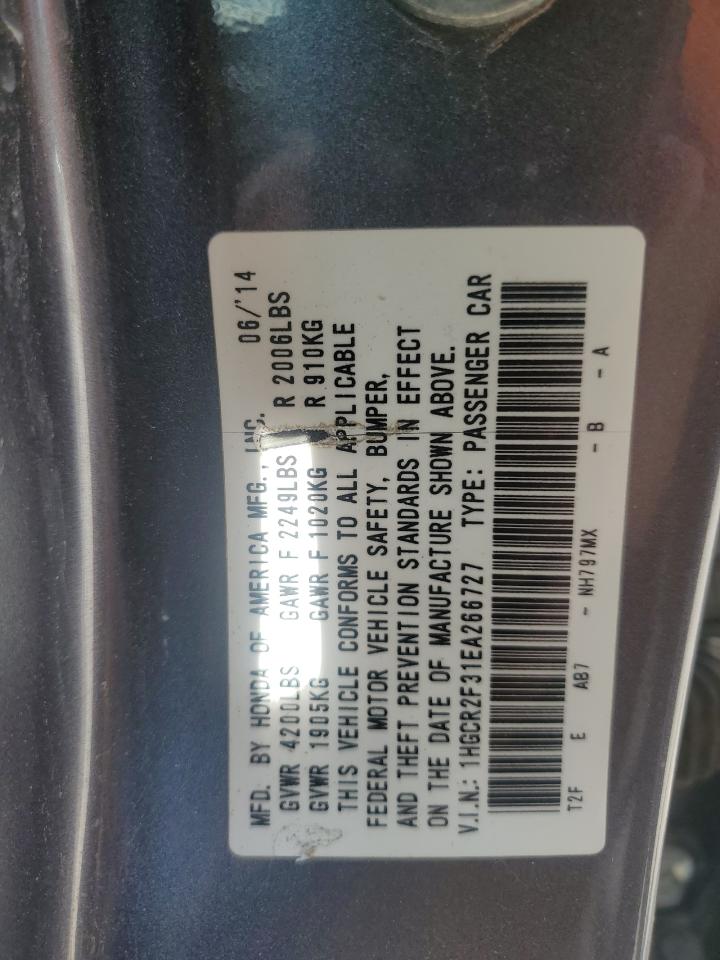 MFD. BY HONDA OF AMERICA MFG., INC. 06/'14
GVWR 4200LBS GAWR F 2249LBS R 2006LBS
GVWR 1905KG GAWR F 1020KG R 910KG
THIS VEHICLE CONFORMS TO ALL APPLICABLE
FEDERAL MOTOR VEHICLE SAFETY, BUMPER,
AND THEFT PREVENTION STANDARDS IN EFFECT
ON THE DATE OF MANUFACTURE SHOWN ABOVE.
V.I.N.: 1HGCR2F31EA266727 TYPE: PASSENGER CAR
T2F E AB7 - NH797MX - B - A